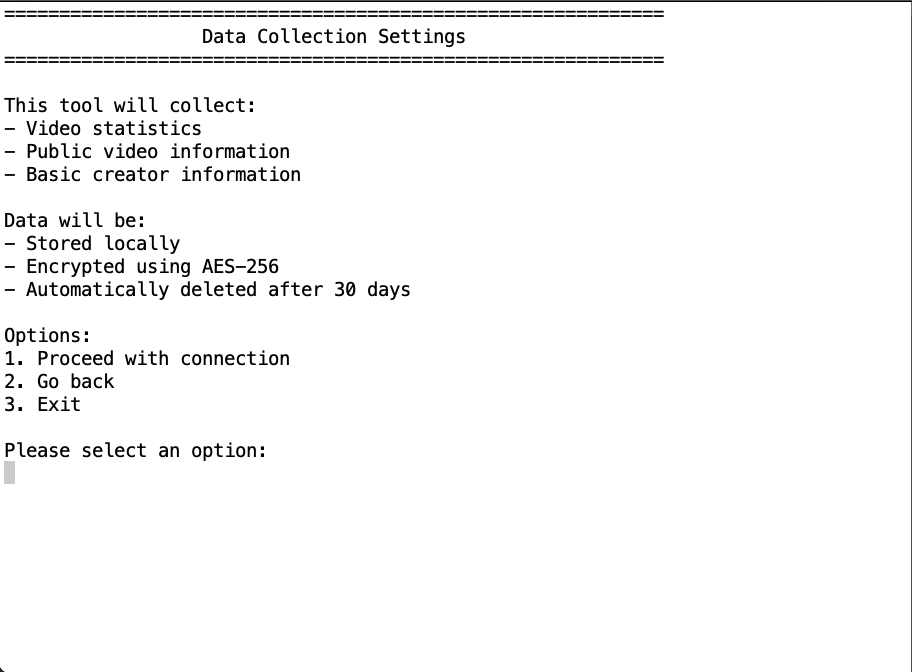 ============================================================
Data Collection Settings
============================================================
This tool will collect:
- Video statistics
- Public video information
- Basic creator information
Data will be:
- Stored locally
- Encrypted using AES-256
- Automatically deleted after 30 days
Options:
1. Proceed with connection
2. Go back
3. Exit
Please select an option: